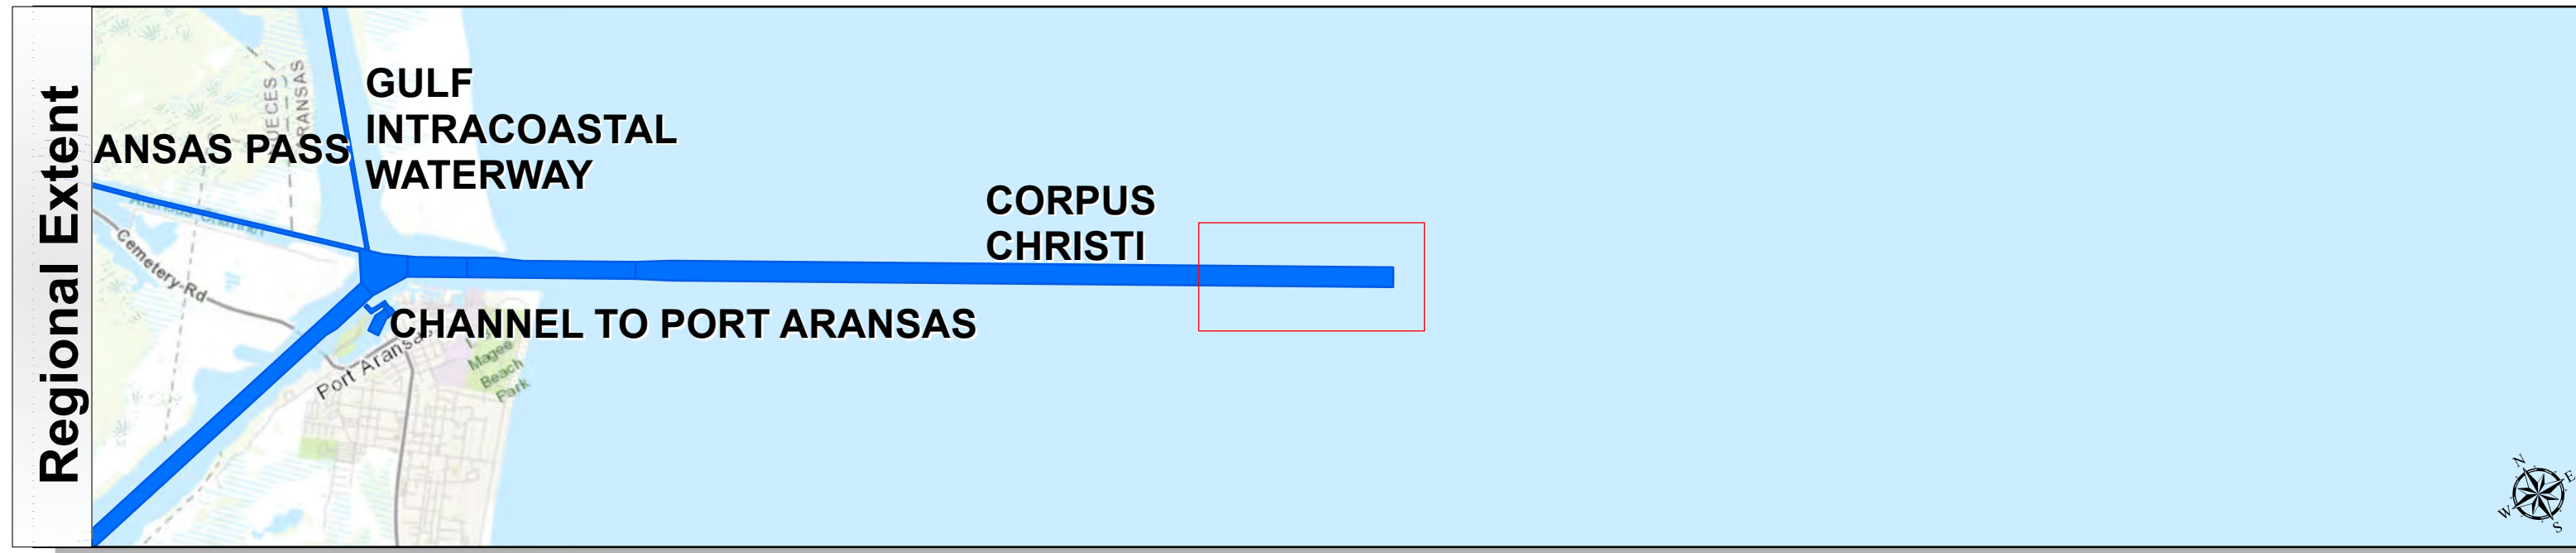 Regional Extent
ANSAS PASS
GULF
INTRACOASTAL
WATERWAY
ARANSAS
Cemetery-Rd
CORPUS
CHRISTI
CHANNEL TO PORT ARANSAS
Port Aransas
Magee
Beach
Park
N
E
S
W